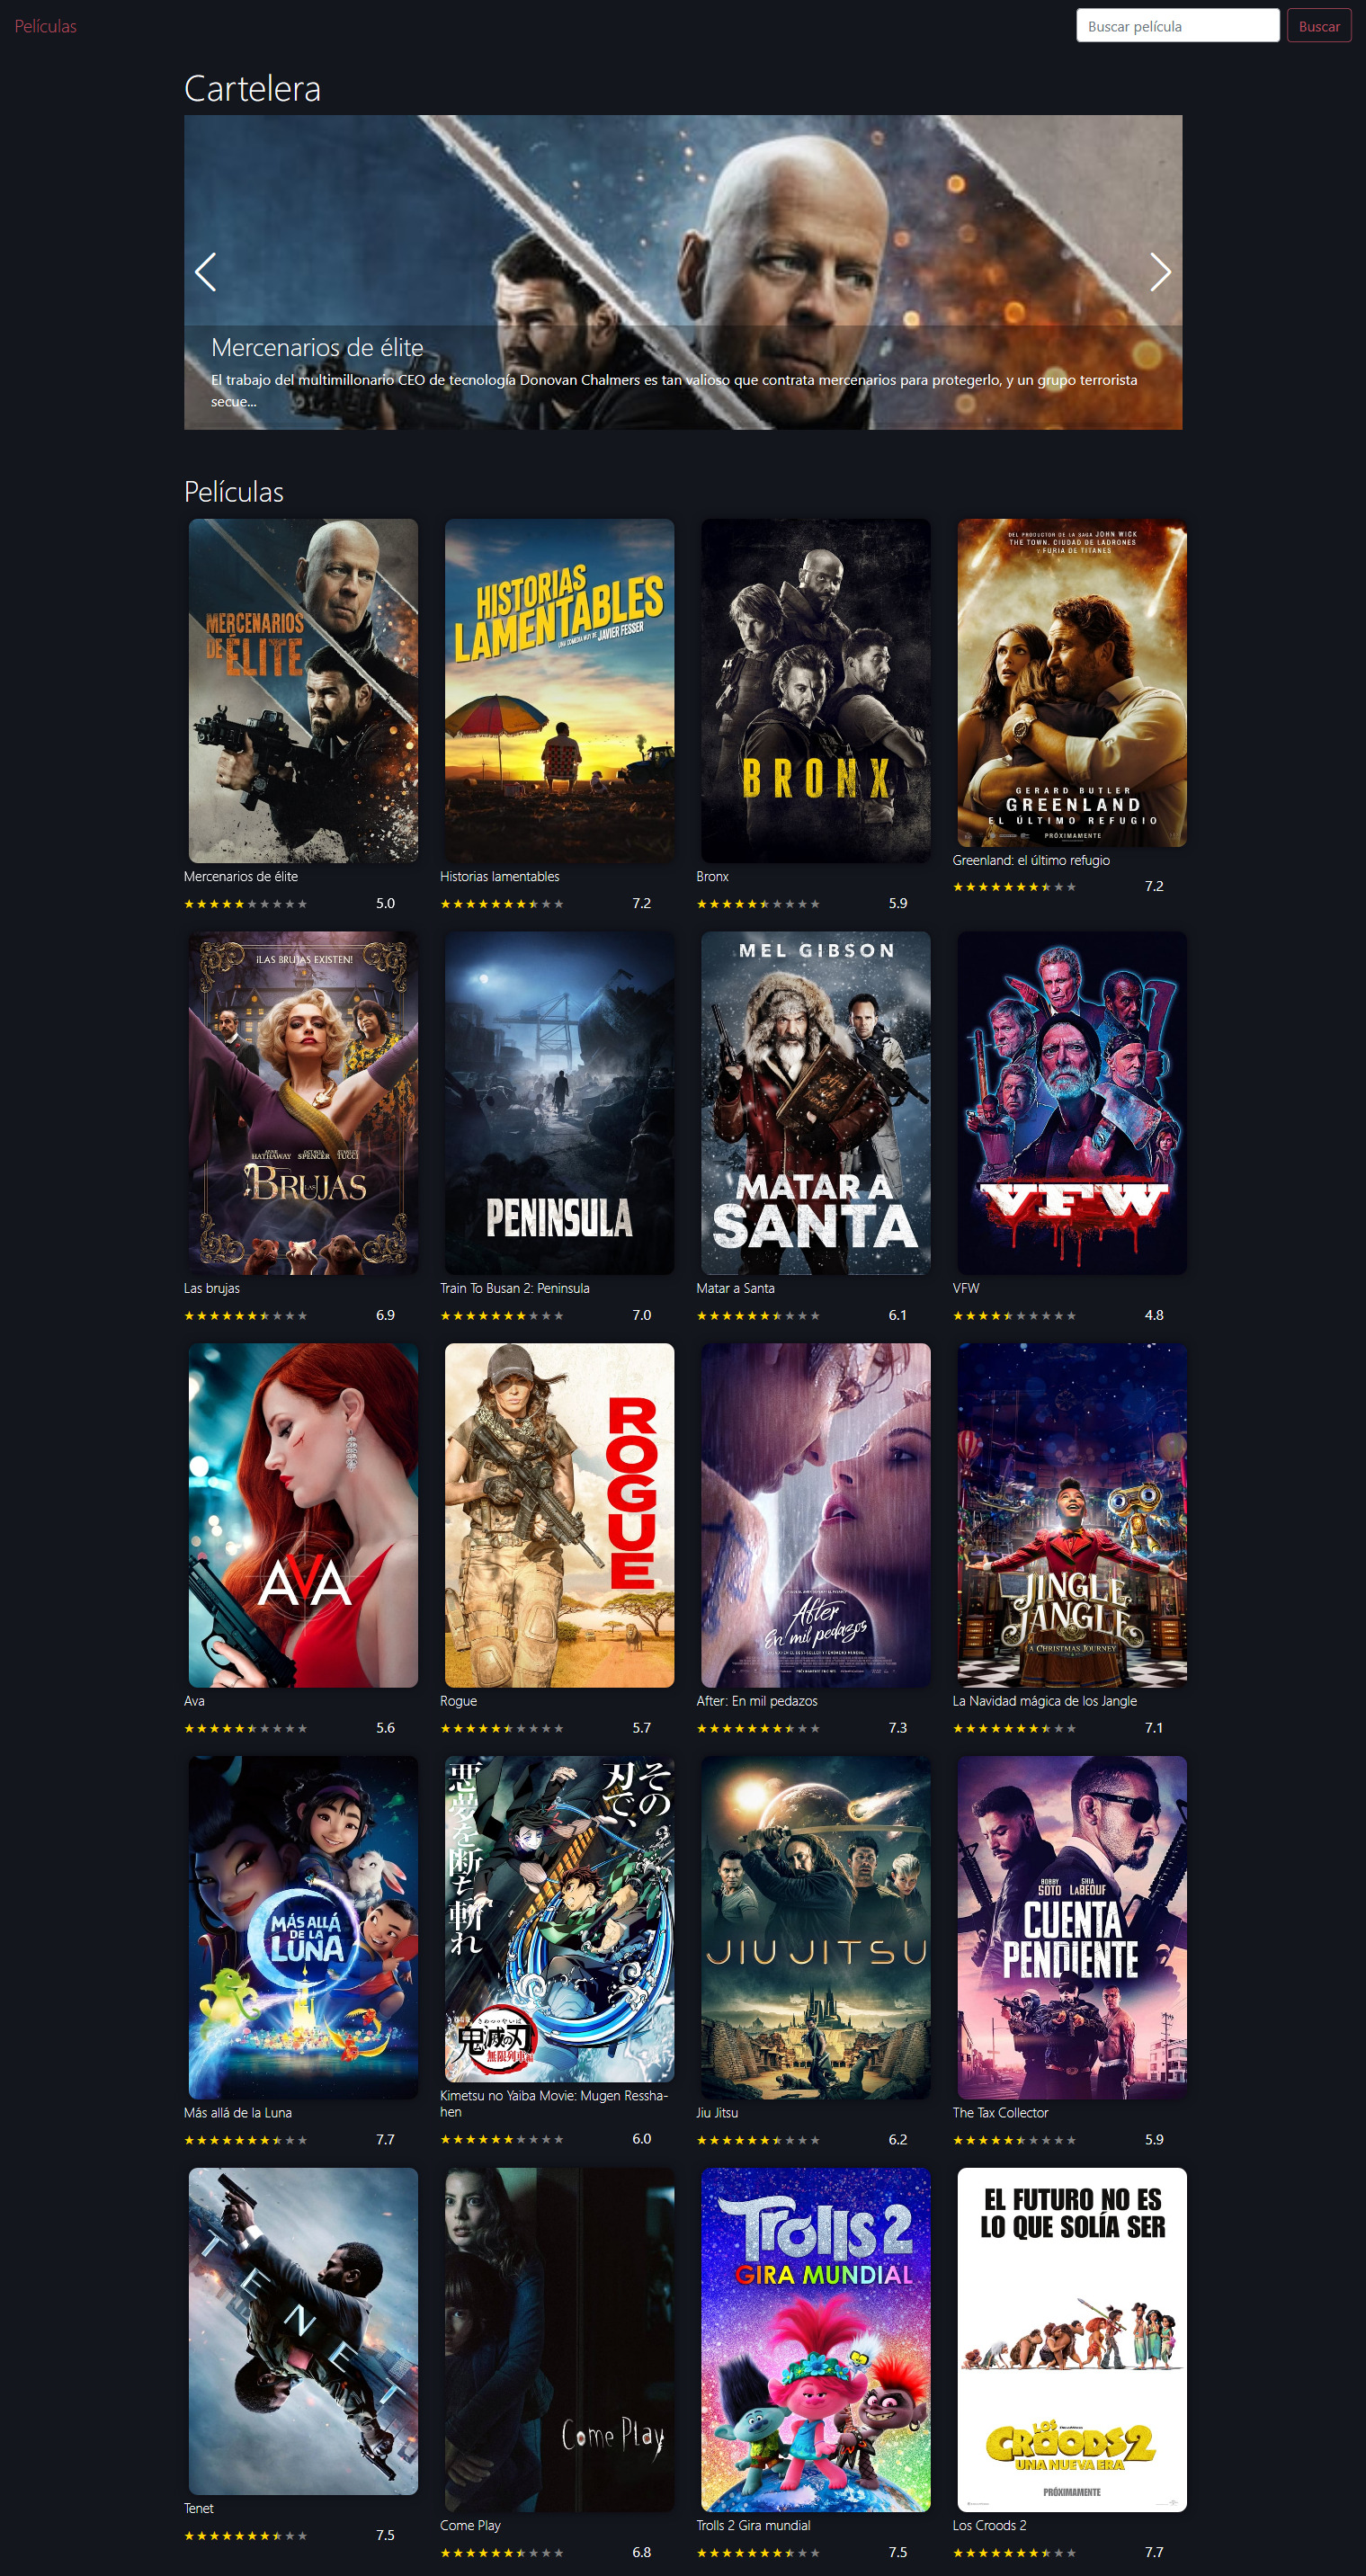 Películas
Buscar película
Buscar
Cartelera
Mercenarios de élite
El trabajo del multimillonario CEO de tecnología Donovan Chalmers es tan valioso que contrata mercenarios para protegerlo, y un grupo terrorista
secue...
Películas
MERCENARIOS
DE ÉLITE
Mercenarios de élite
5.0
HISTORIAS
LAMENTABLES
UNA COMEDIA MUY DE JAVIER FESSER
Historias lamentables
7.2
BRONX
Bronx
5.9
DEL PRODUCTOR DE LA SAGA JOHN WICK
THE TOWN, CIUDAD DE LADRONES
Y FURIA DE TITANES
GERARD BUTLER
GREENLAND
EL ÚLTIMO REFUGIO
PRÓXIMAMENTE
Greenland: el último refugio
7.2
¡LAS BRUJAS EXISTEN!
HATHAWAY SPENCER TUCCI
LAS BRUJAS
Las brujas
6.9
PENINSULA
Train To Busan 2: Peninsula
7.0
MEL GIBSON
MATAR A
SANTA
Matar a Santa
6.1
VFW
VFW
4.8
AVA
Ava
5.6
ROGUE
Rogue
5.7
After
En mil pedazos
After: En mil pedazos
7.3
JINGLE
JANGLE
A CHRISTMAS JOURNEY
La Navidad mágica de los Jangle
7.1
MÁS ALLÁ
DE LA
LUNA
Más allá de la Luna
7.7
その
刃で、
悪夢を断ち斬れ
鬼滅の刃
無限列車編
Kimetsu no Yaiba Movie: Mugen Ressha-
hen
6.0
JIU JITSU
Jiu Jitsu
6.2
BOBBY SOTO
SHIA LABEOUF
CUENTA
PENDIENTE
The Tax Collector
5.9
TENET
Tenet
7.5
Come Play
Come Play
6.8
Trolls 2
GIRA MUNDIAL
Trolls 2 Gira mundial
7.5
EL FUTURO NO ES
LO QUE SOLÍA SER
LOS
CROODS 2
UNA NUEVA ERA
PRÓXIMAMENTE
Los Croods 2
7.7